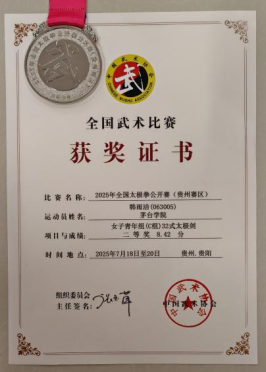 全国武术比赛
获奖证书
比赛名称： 2025年全国太极拳公开赛（贵州赛区）
韩雨洁(063005)
运动员姓名： 茅台学院
女子青年组(C组)32式太极剑
项目与成绩： 二等奖 8.42 分
时间地点： 2025年7月18日至20日 贵州.贵阳
组织委员会
主任签名：
中国武术协会